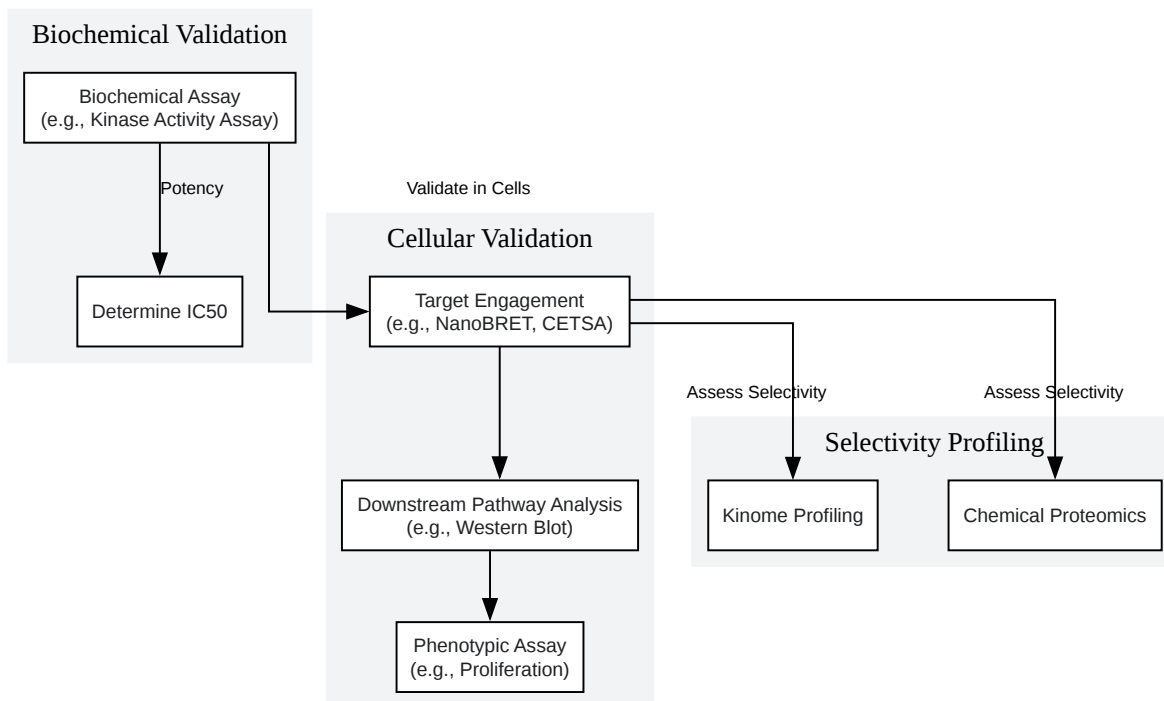 Biochemical Validation
Biochemical Assay
(e.g., Kinase Activity Assay)
Potency
Validate in Cells
Cellular Validation
Determine IC50
Target Engagement
(e.g., NanoBRET, CETSA)
Assess Selectivity
Assess Selectivity
Selectivity Profiling
Downstream Pathway Analysis
(e.g., Western Blot)
Kinome Profiling
Chemical Proteomics
Phenotypic Assay
(e.g., Proliferation)